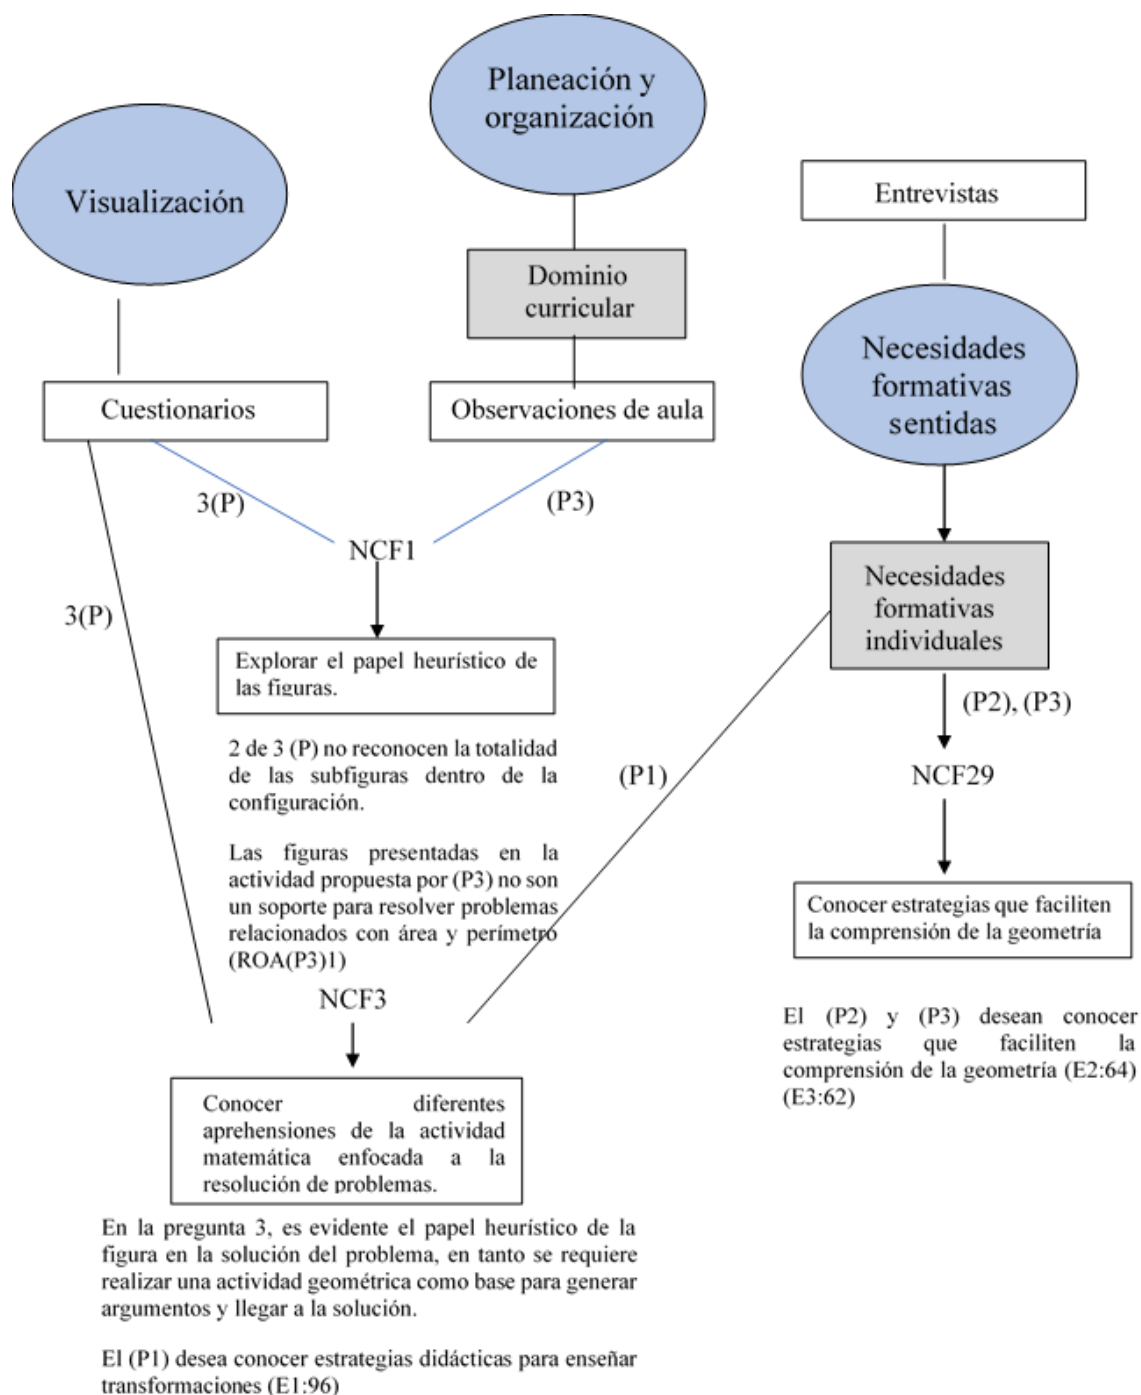 Planeación y
organización
Visualización
Entrevistas
Dominio
curricular
Necesidades
formativas
sentidas
Cuestionarios
Observaciones de aula
3(P)
(P3)
NCF1
Necesidades
formativas
individuales
3(P)
Explorar el papel heurístico de
las figuras.
(P2), (P3)
2 de 3 (P) no reconocen la totalidad
de las subfiguras dentro de la
configuración.
(P1)
NCF29
Las figuras presentadas en la
actividad propuesta por (P3) no son
un soporte para resolver problemas
relacionados con área y perímetro
(ROA(P3)1)
Conocer estrategias que faciliten
la comprensión de la geometría
NCF3
El (P2) y (P3) desean conocer
estrategias que faciliten la
comprensión de la geometría (E2:64)
(E3:62)
Conocer diferentes
aprehensiones de la actividad
matemática enfocada a la
resolución de problemas.
En la pregunta 3, es evidente el papel heurístico de la
figura en la solución del problema, en tanto se requiere
realizar una actividad geométrica como base para generar
argumentos y llegar a la solución.
El (P1) desea conocer estrategias didácticas para enseñar
transformaciones (E1:96)